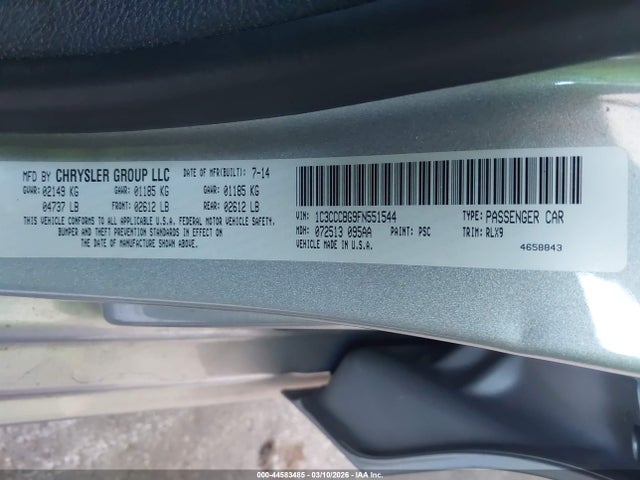 MFD BY CHRYSLER GROUP LLC DATE OF MFR(BUILT): 7-14
GVWR: 02149 KG GAWR: 01185 KG GAWR: 01185 KG
04737 LB FRONT: 02612 LB REAR: 02612 LB
THIS VEHICLE CONFORMS TO ALL APPLICABLE U.S.A. FEDERAL MOTOR VEHICLE SAFETY,
BUMPER AND THEFT PREVENTION STANDARDS IN EFFECT ON
THE DATE OF MANUFACTURE SHOWN ABOVE.
VIN: 1C3CCCBG9FN551544 TYPE: PASSENGER CAR
MDH: 072513 095AA PAINT: PSC TRIM: RLX9
VEHICLE MADE IN U.S.A. 4658843
000-44583485 - 03/10/2026 - IAA Inc.